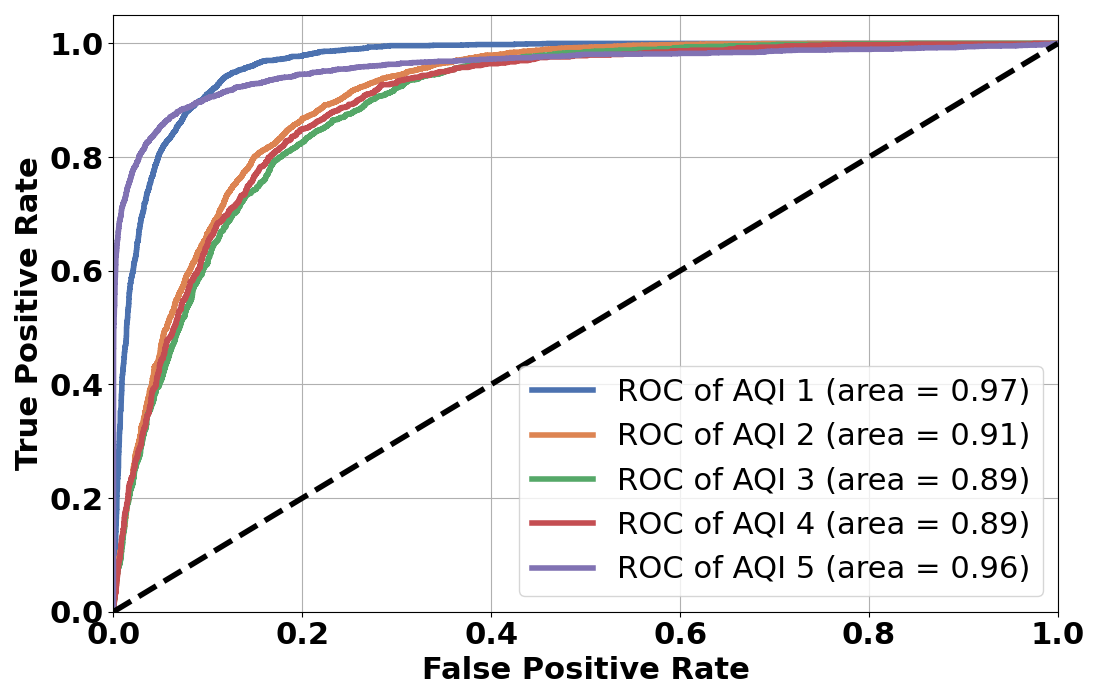 True Positive Rate
1.0
0.8
0.6
0.4
0.2
0.0
0.0 0.2 0.4 0.6 0.8 1.0
False Positive Rate
ROC of AQI 1 (area = 0.97)
ROC of AQI 2 (area = 0.91)
ROC of AQI 3 (area = 0.89)
ROC of AQI 4 (area = 0.89)
ROC of AQI 5 (area = 0.96)